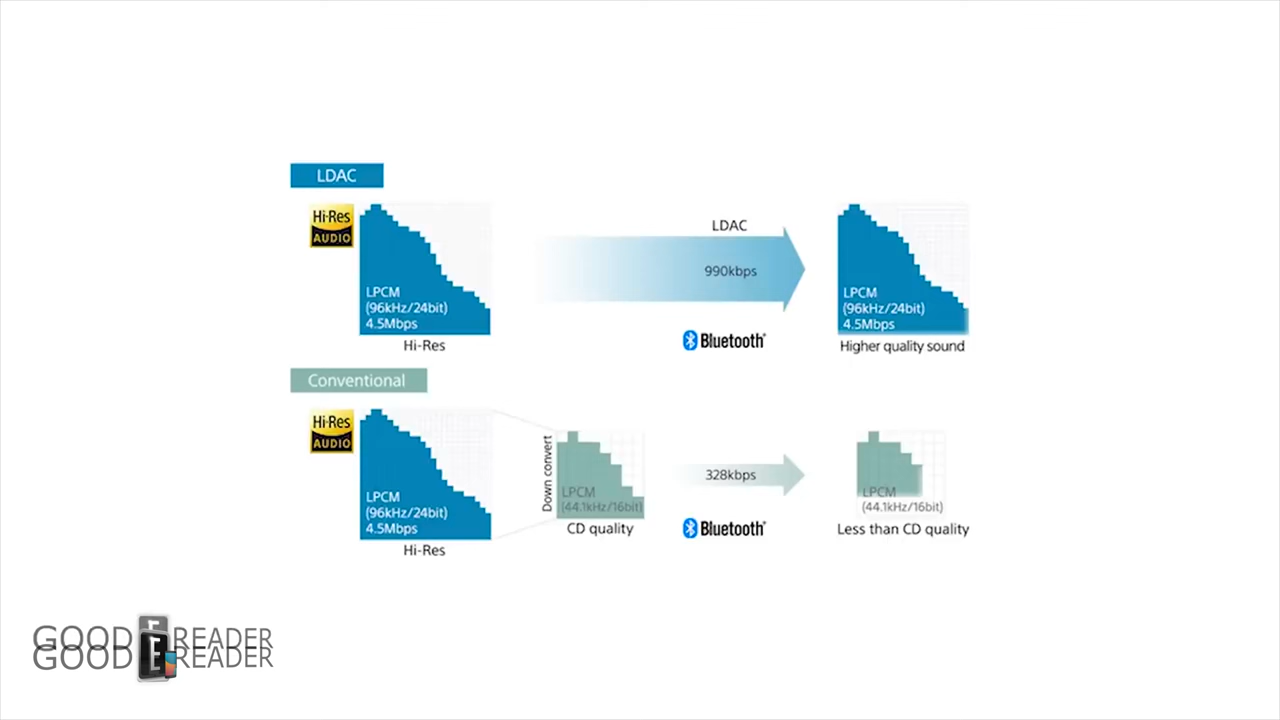 LDAC
Hi-Res
AUDIO
LPCM
(96kHz/24bit)
4.5Mbps
Hi-Res
LDAC
990kbps
Bluetooth®
LPCM
(96kHz/24bit)
4.5Mbps
Higher quality sound
Conventional
Hi-Res
AUDIO
LPCM
(96kHz/24bit)
4.5Mbps
Hi-Res
Down convert
LPCM
(44.1kHz/16bit)
CD quality
328kbps
Bluetooth®
LPCM
(44.1kHz/16bit)
Less than CD quality
GOOD E READER
GOOD E READER